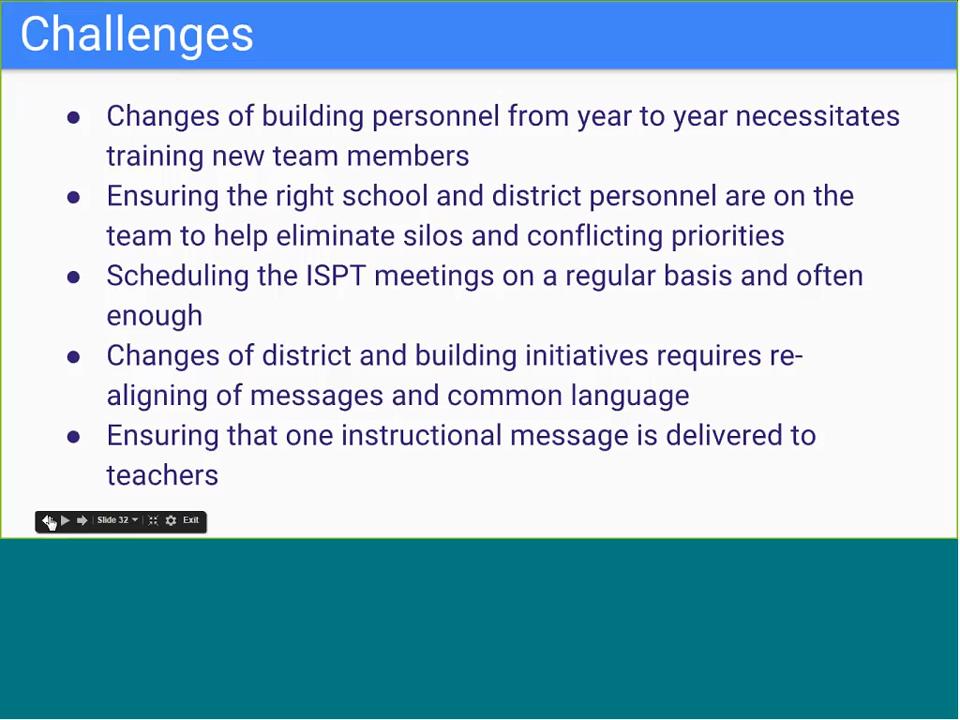 Challenges
● Changes of building personnel from year to year necessitates
training new team members
● Ensuring the right school and district personnel are on the
team to help eliminate silos and conflicting priorities
● Scheduling the ISPT meetings on a regular basis and often
enough
● Changes of district and building initiatives requires re-
aligning of messages and common language
● Ensuring that one instructional message is delivered to
teachers
Slide 32 Exit